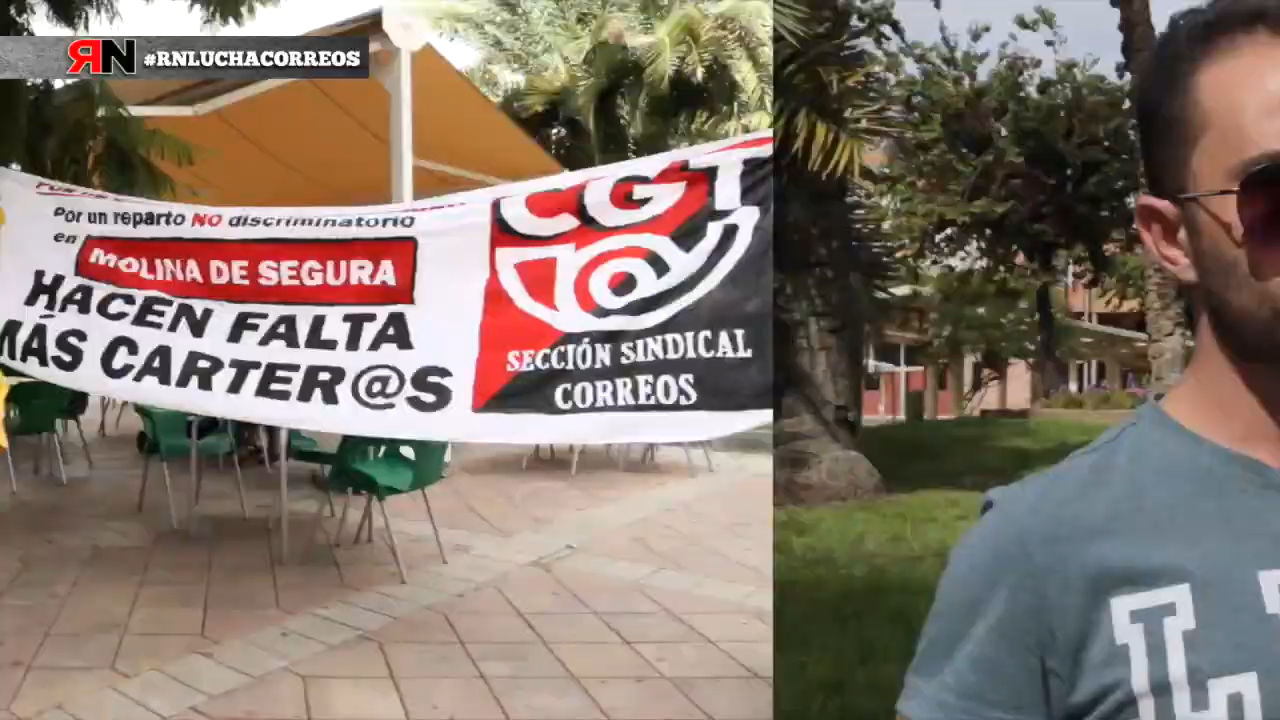 RN #RNLUCHACORREOS
Por un reparto NO discriminatorio
en MOLINA DE SEGURA
HACEN FALTA
MÁS CARTER@S
CGT
SECCIÓN SINDICAL
CORREOS